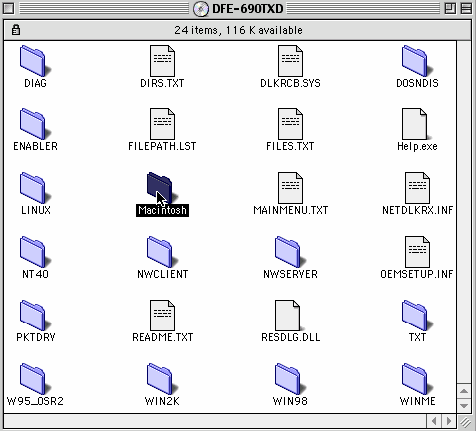 DFE-690TXD
24 items, 116 K available
DIAG DIRS.TXT DLKRCB.SYS DOSNDIS
ENABLER FILEPATH.LST FILES.TXT Help.exe
LINUX Macintosh MAINMENU.TXT NETDLKRX.INF
NT40 NWCLIENT NWSERVER OEMSETUP.INF
PKTDRY README.TXT RESDLG.DLL TXT
W95_OSR2 WIN2K WIN98 WINME